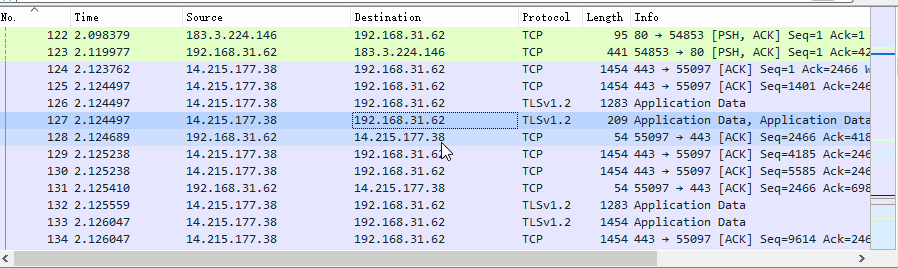 No. Time Source Destination Protocol Length Info
122 2.098379 183.3.224.146 192.168.31.62 TCP 95 80 → 54853 [PSH, ACK] Seq=1 Ack=1
123 2.119977 192.168.31.62 183.3.224.146 TCP 441 54853 → 80 [PSH, ACK] Seq=1 Ack=42
124 2.123762 14.215.177.38 192.168.31.62 TCP 1454 443 → 55097 [ACK] Seq=1 Ack=2466 W
125 2.124497 14.215.177.38 192.168.31.62 TCP 1454 443 → 55097 [ACK] Seq=1401 Ack=246
126 2.124497 14.215.177.38 192.168.31.62 TLSv1.2 1283 Application Data
127 2.124497 14.215.177.38 192.168.31.62 TLSv1.2 209 Application Data, Application Data
128 2.124689 192.168.31.62 14.215.177.38 TCP 54 55097 → 443 [ACK] Seq=2466 Ack=418
129 2.125238 14.215.177.38 192.168.31.62 TCP 1454 443 → 55097 [ACK] Seq=4185 Ack=246
130 2.125238 14.215.177.38 192.168.31.62 TCP 1454 443 → 55097 [ACK] Seq=5585 Ack=246
131 2.125410 192.168.31.62 14.215.177.38 TCP 54 55097 → 443 [ACK] Seq=2466 Ack=698
132 2.125559 14.215.177.38 192.168.31.62 TLSv1.2 1283 Application Data
133 2.126047 14.215.177.38 192.168.31.62 TLSv1.2 1454 Application Data
134 2.126047 14.215.177.38 192.168.31.62 TCP 1454 443 → 55097 [ACK] Seq=9614 Ack=246